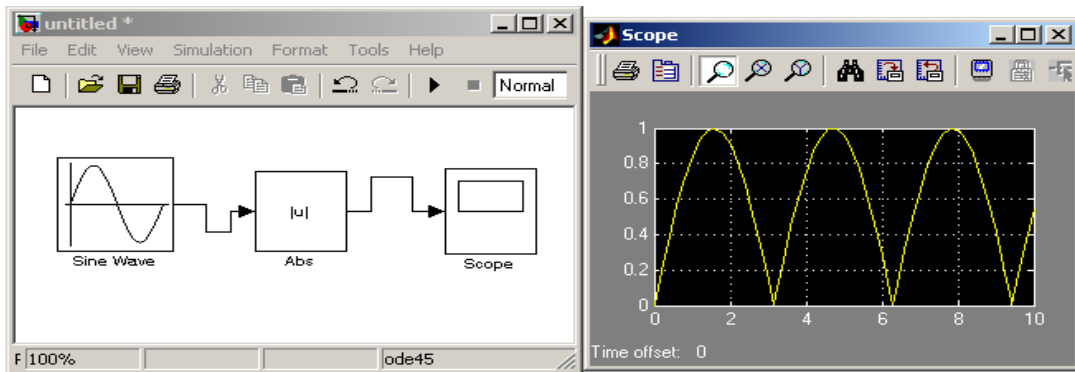 untitled *
File Edit View Simulation Format Tools Help
Normal
|u|
Sine Wave
Abs
Scope
F 100%
ode45
Scope
1
0.8
0.6
0.4
0.2
0
0 2 4 6 8 10
Time offset: 0